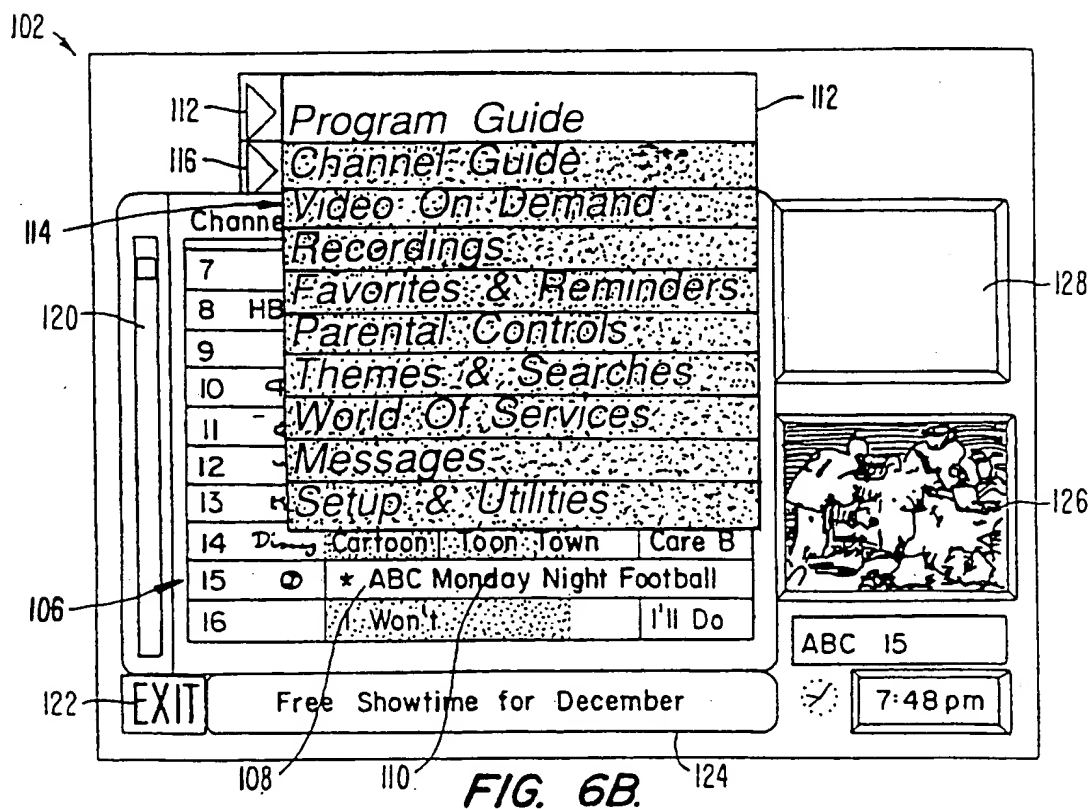 102
112
Program Guide
112
116
Channel Guide
114
Video On Demand
Channe
Recordings
7
128
120
Favorites & Reminders
8 HB
Parental Controls
9
Themes & Searches
10
World Of Services
11
Messages
12
126
Setup & Utilities
13
14 Disney Cartoon Toon Town Care B
106
15 * ABC Monday Night Football
16 I Won't I'll Do
ABC 15
122
EXIT
Free Showtime for December
7:48 pm
108
110
124
FIG. 6B.